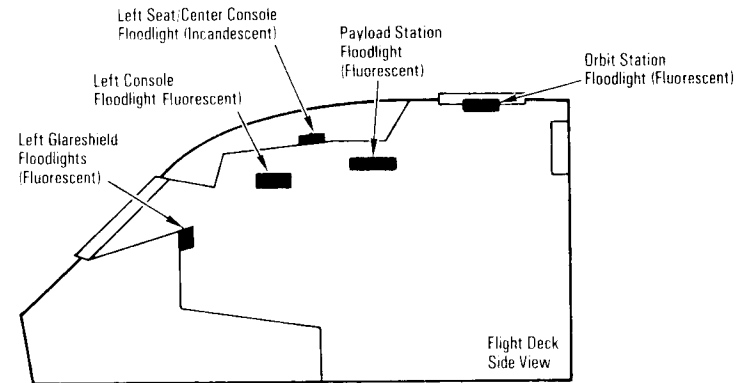 Left Seat/Center Console
Floodlight (Incandescent)
Payload Station
Floodlight
(Fluorescent)
Orbit Station
Floodlight (Fluorescent)
Left Console
Floodlight Fluorescent)
Left Glareshield
Floodlights
(Fluorescent)
Flight Deck
Side View